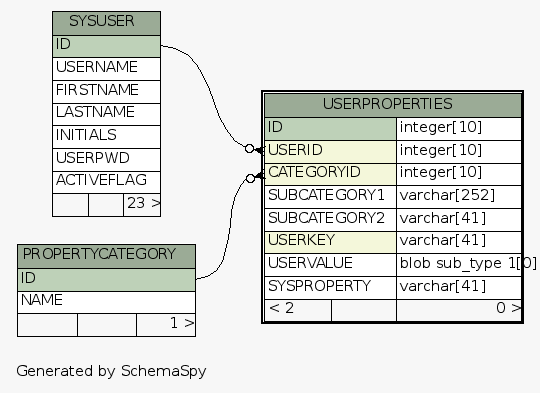 SYSUSER
ID
USERNAME
FIRSTNAME
LASTNAME
INITIALS
USERPWD
ACTIVEFLAG
23 >
PROPERTYCATEGORY
ID
NAME
1 >
USERPROPERTIES
ID integer[10]
USERID integer[10]
CATEGORYID integer[10]
SUBCATEGORY1 varchar[252]
SUBCATEGORY2 varchar[41]
USERKEY varchar[41]
USERVALUE blob sub_type 1[0]
SYSPROPERTY varchar[41]
< 2 0 >
Generated by SchemaSpy